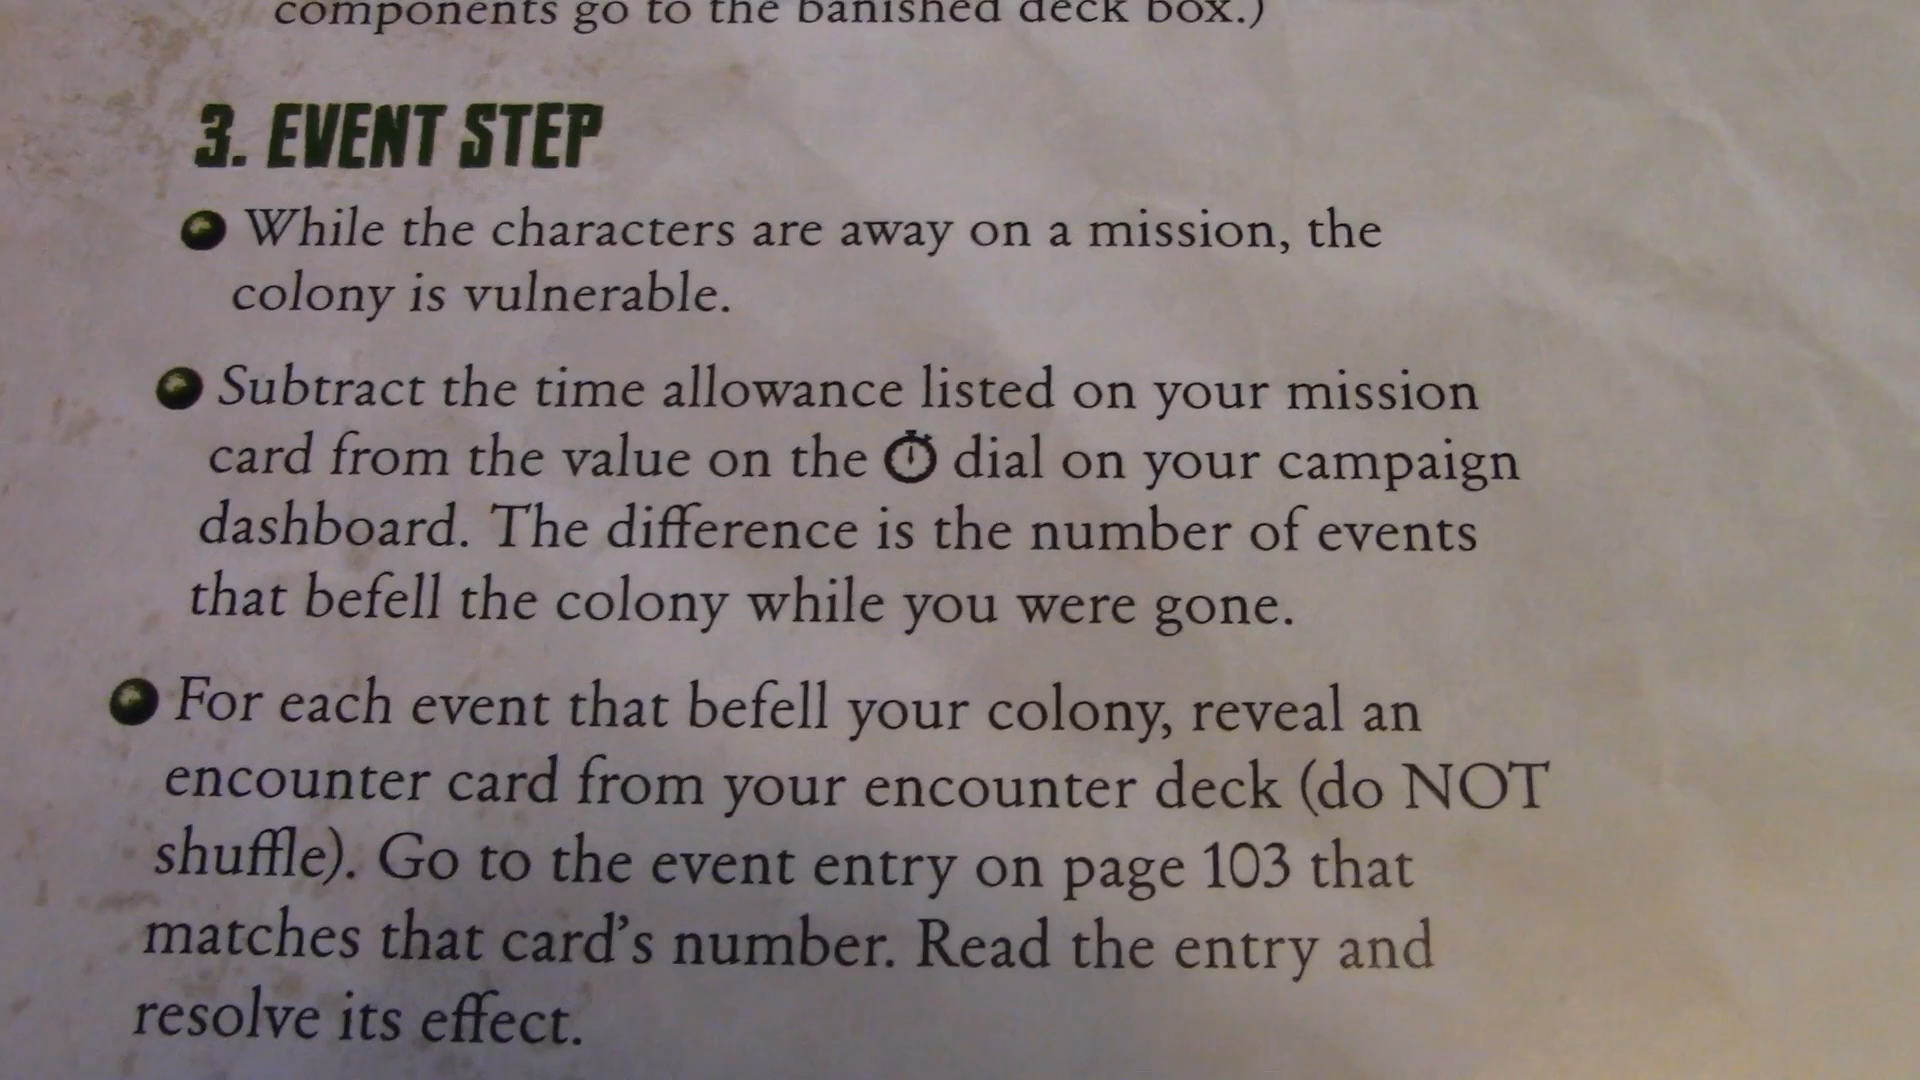 components go to the banished deck box.)
3. EVENT STEP
While the characters are away on a mission, the
colony is vulnerable.
Subtract the time allowance listed on your mission
card from the value on the dial on your campaign
dashboard. The difference is the number of events
that befell the colony while you were gone.
For each event that befell your colony, reveal an
encounter card from your encounter deck (do NOT
shuffle). Go to the event entry on page 103 that
matches that card’s number. Read the entry and
resolve its effect.